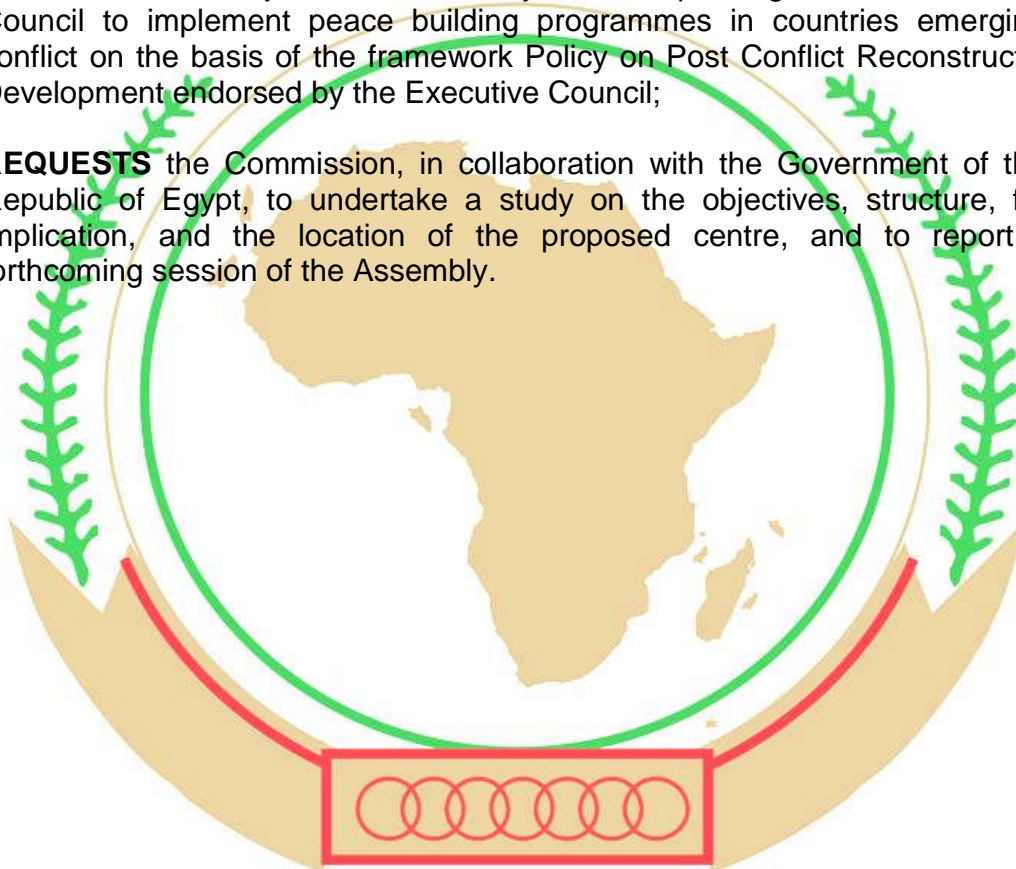 Council to implement peace building programmes in countries emergin
onflict on the basis of the framework Policy on Post Conflict Reconstruct
Development endorsed by the Executive Council;
EQUESTS the Commission, in collaboration with the Government of th
epublic of Egypt, to undertake a study on the objectives, structure, f
mplication, and the location of the proposed centre, and to report
orthcoming session of the Assembly.